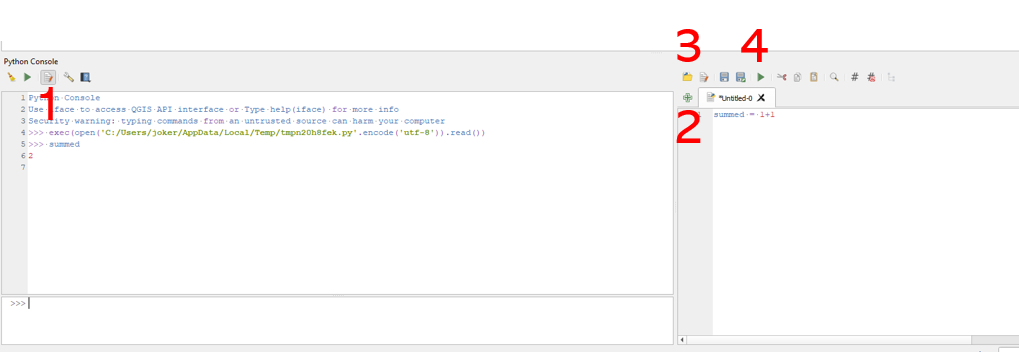 3 4
Python Console
1
1 Python Console
2 Use iface to access QGIS API interface or Type help(iface) for more info
3 Security warning: typing commands from an untrusted source can harm your computer
4 >>> exec(open('C:/Users/joker/AppData/Local/Temp/tmpn20h8fek.py'.encode('utf-8')).read())
5 >>> summed
6 2
7
>>>
*Untitled-0 X
2
summed = 1+1